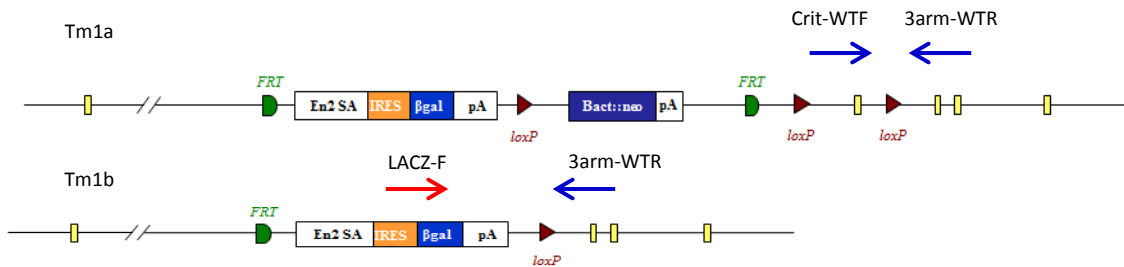 Tm1a
Crit-WTF 3arm-WTR
FRT FRT
En2 SA IRES βgal pA Bact::neo pA
loxP loxP loxP
Tm1b
LACZ-F 3arm-WTR
FRT
En2 SA IRES βgal pA
loxP